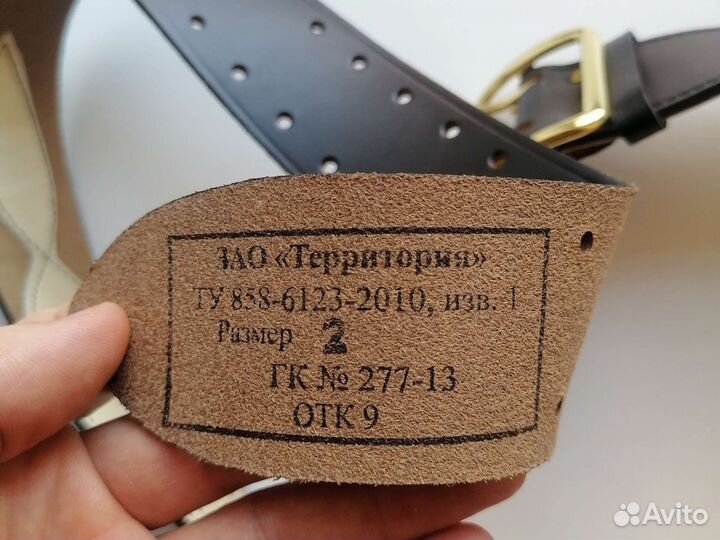 ЗАО «Территория»
ТУ 858-6123-2010, изв. 1
Размер 2
ГК № 277-13
ОТК 9
Avito